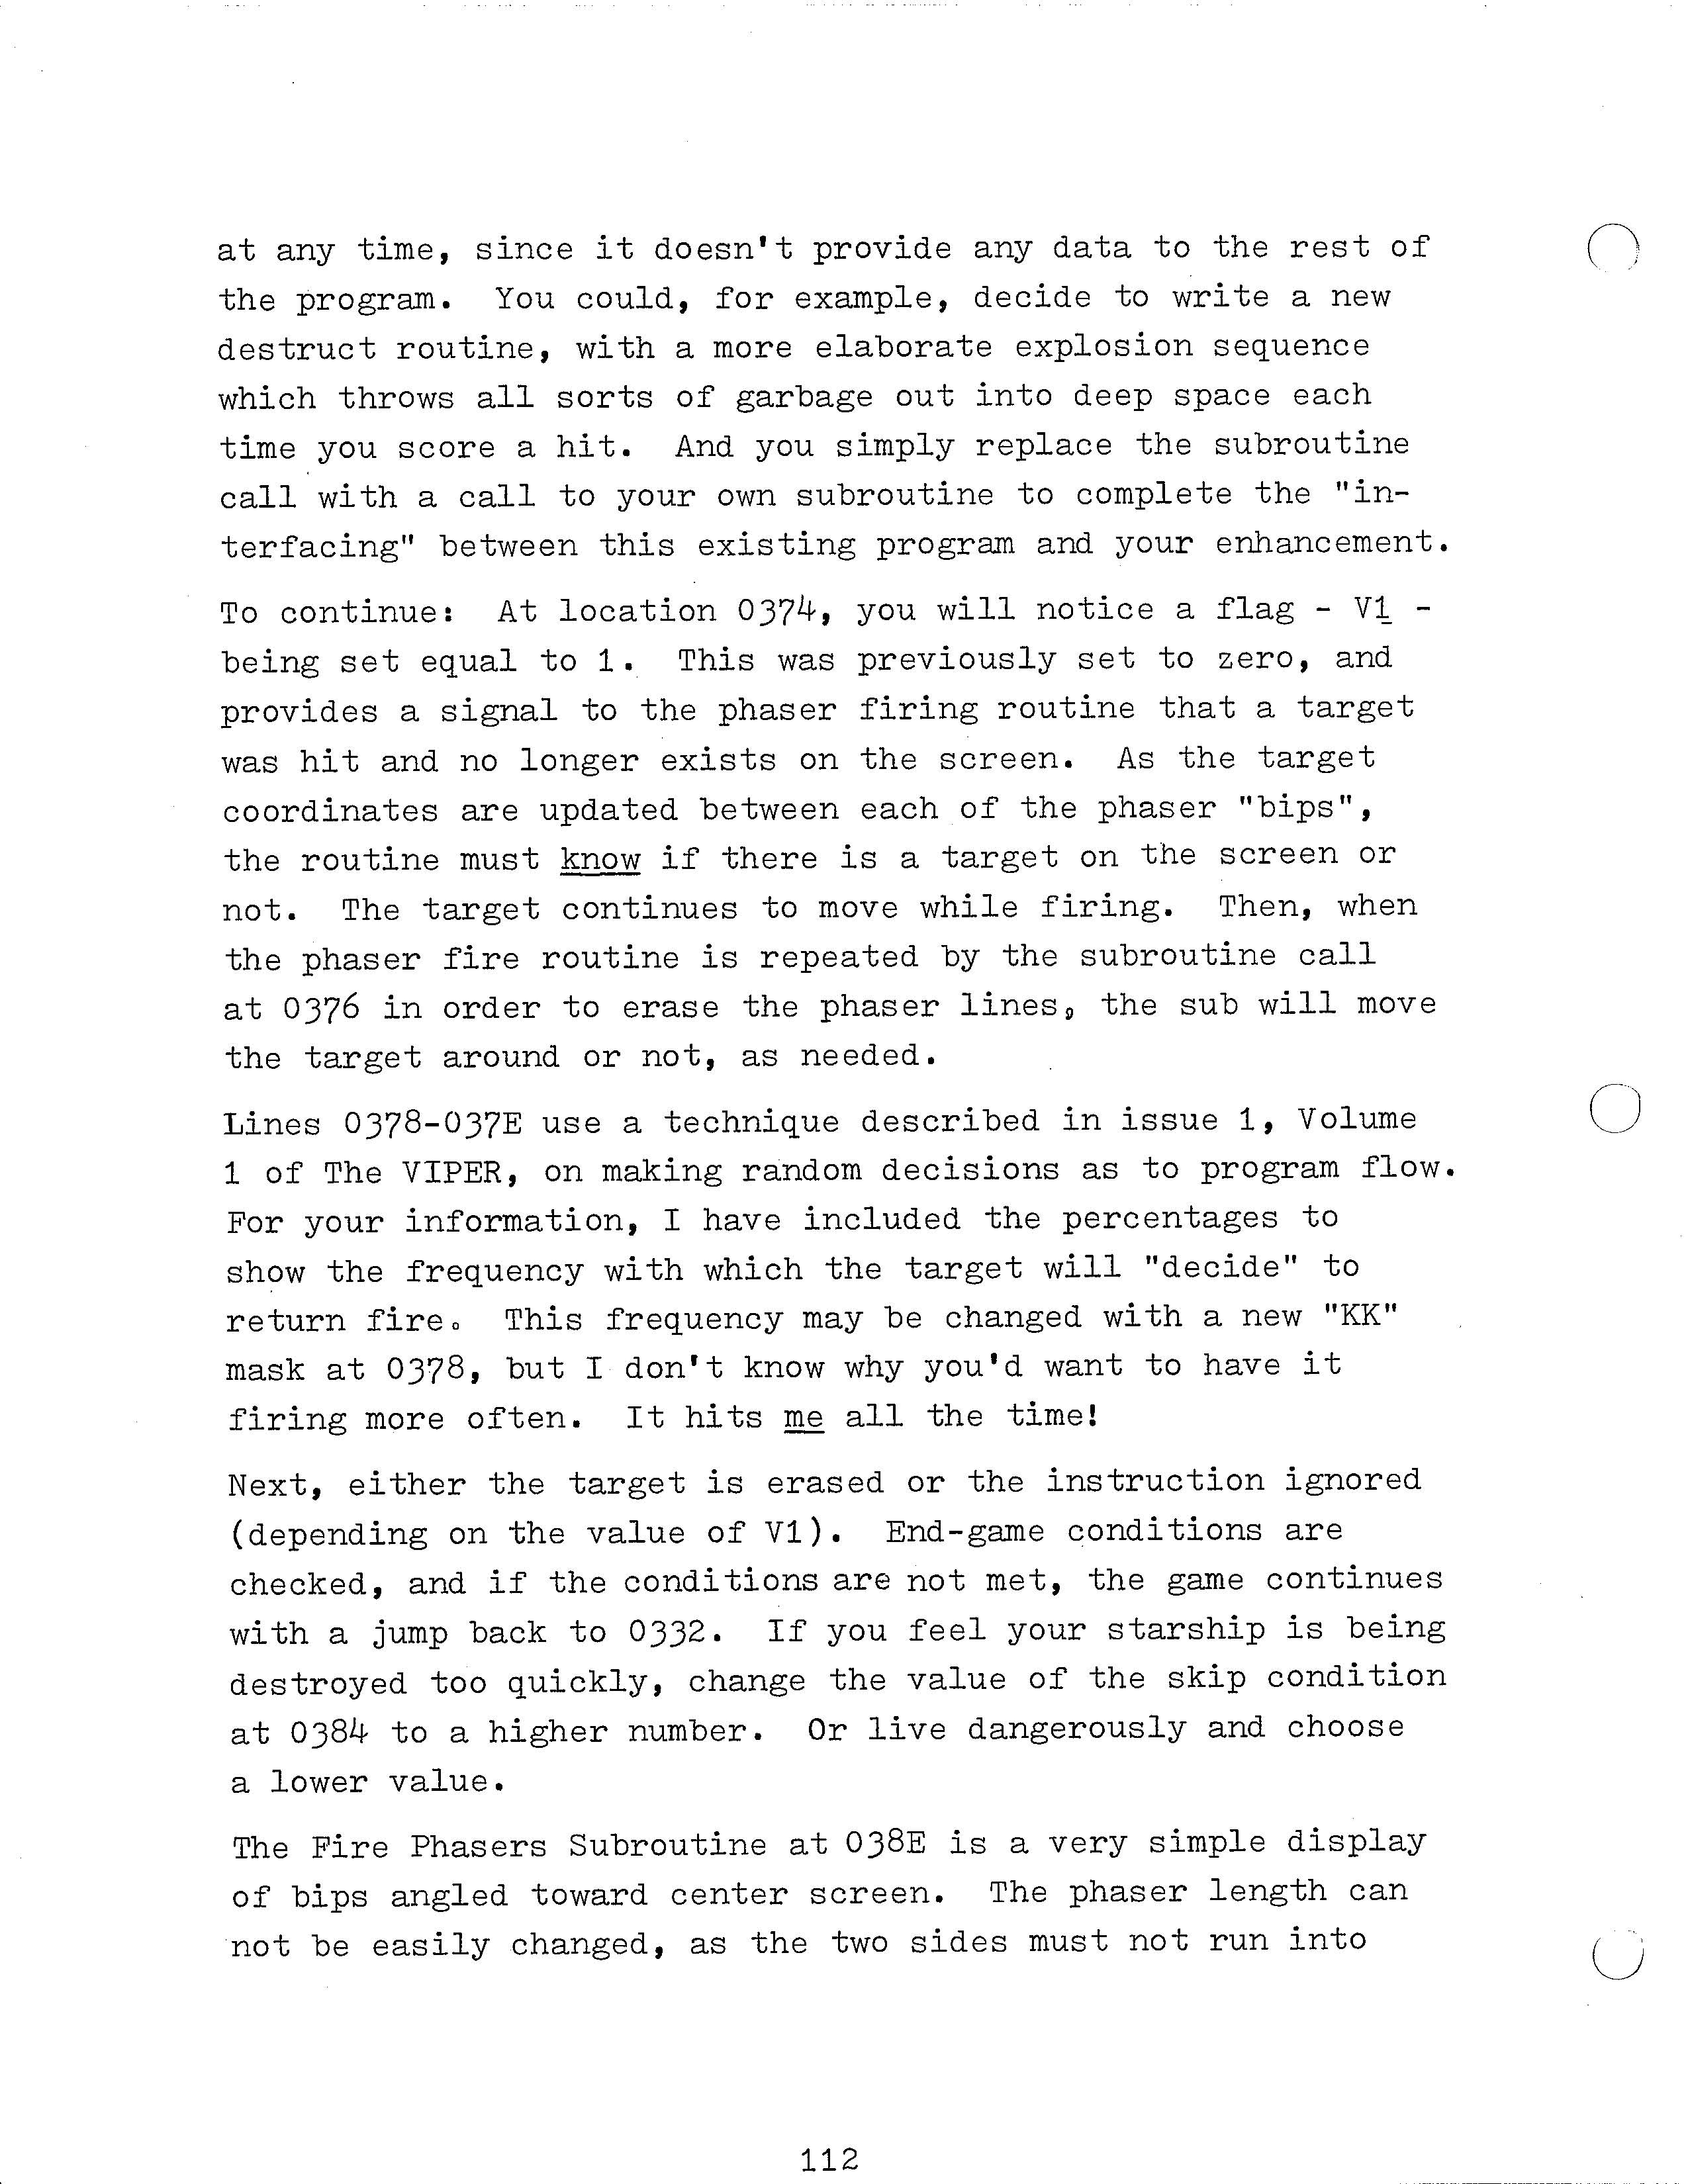 at any time, since it doesn't provide any data to the rest of
the program.  You could, for example, decide to write a new
destruct routine, with a more elaborate explosion sequence
which throws all sorts of garbage out into deep space each
time you score a hit.  And you simply replace the subroutine
call with a call to your own subroutine to complete the "in-
terfacing" between this existing program and your enhancement.
To continue:  At location 0374, you will notice a flag - V1 -
being set equal to 1.  This was previously set to zero, and
provides a signal to the phaser firing routine that a target
was hit and no longer exists on the screen.  As the target
coordinates are updated between each of the phaser "bips",
the routine must know if there is a target on the screen or
not.  The target continues to move while firing.  Then, when
the phaser fire routine is repeated by the subroutine call
at 0376 in order to erase the phaser lines, the sub will move
the target around or not, as needed.
Lines 0378-037E use a technique described in issue 1, Volume
1 of The VIPER, on making random decisions as to program flow.
For your information, I have included the percentages to
show the frequency with which the target will "decide" to
return fire.  This frequency may be changed with a new "KK"
mask at 0378, but I don't know why you'd want to have it
firing more often.  It hits me all the time!
Next, either the target is erased or the instruction ignored
(depending on the value of V1).  End-game conditions are
checked, and if the conditions are not met, the game continues
with a jump back to 0332.  If you feel your starship is being
destroyed too quickly, change the value of the skip condition
at 0384 to a higher number.  Or live dangerously and choose
a lower value.
The Fire Phasers Subroutine at 038E is a very simple display
of bips angled toward center screen.  The phaser length can
not be easily changed, as the two sides must not run into
112